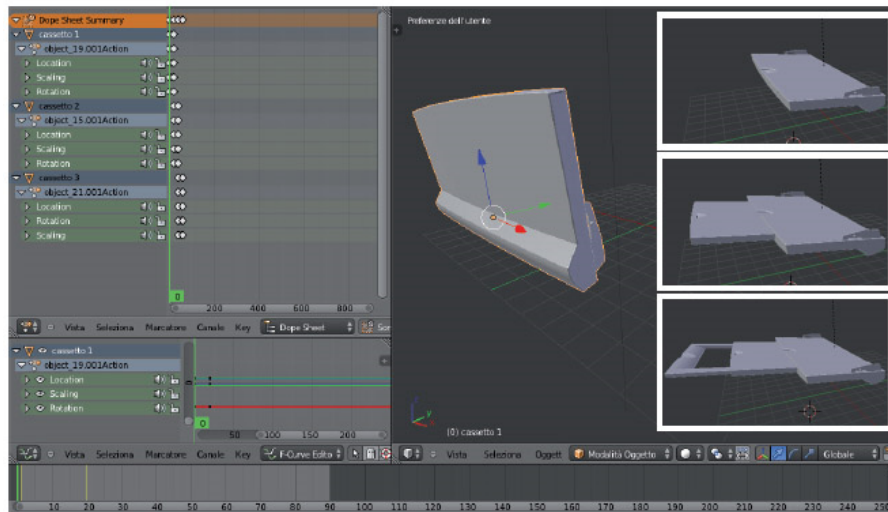 Dope Sheet Summary
cassetto 1
object_19.001Action
Location
Scaling
Rotation
cassetto 2
object_15.001Action
Location
Scaling
Rotation
cassetto 3
object_21.001Action
Location
Rotation
Scaling
0
200 400 600 800
Vista Seleziona Marcatore Canale Key Dope Sheet
cassetto 1
object_19.001Action
Location
Scaling
Rotation
0
50 100 150 200
Vista Seleziona Marcatore Canale Key F-Curve Edito
Preferenze dell'utente
z
y
x
(0) cassetto 1
Vista Seleziona Oggett Modalità Oggetto Globale
10 20 30 40 50 60 70 80 90 100 110 120 130 140 150 160 170 180 190 200 210 220 230 240